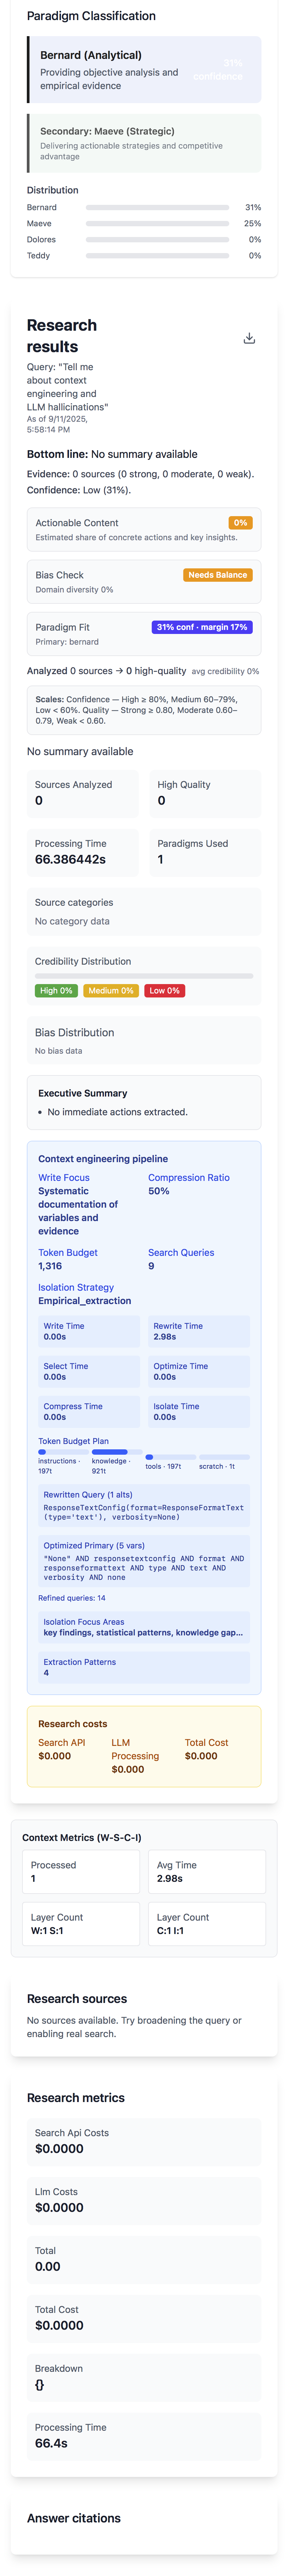 Paradigm Classification
Bernard (Analytical)
Providing objective analysis and
empirical evidence
31%
confidence
Secondary: Maeve (Strategic)
Delivering actionable strategies and competitive
advantage
Distribution
Bernard 31%
Maeve 25%
Dolores 0%
Teddy 0%
Research
results
Query: "Tell me
about context
engineering and
LLM hallicinations"
As of 9/11/2025,
5:58:14 PM
Bottom line: No summary available
Evidence: 0 sources (0 strong, 0 moderate, 0 weak).
Confidence: Low (31%).
Actionable Content 0%
Estimated share of concrete actions and key insights.
Bias Check Needs Balance
Domain diversity 0%
Paradigm Fit 31% conf · margin 17%
Primary: bernard
Analyzed 0 sources → 0 high-quality avg credibility 0%
Scales: Confidence — High ≥ 80%, Medium 60–79%,
Low < 60%. Quality — Strong ≥ 0.80, Moderate 0.60–
0.79, Weak < 0.60.
No summary available
Sources Analyzed
0
High Quality
0
Processing Time
66.386442s
Paradigms Used
1
Source categories
No category data
Credibility Distribution
High 0% Medium 0% Low 0%
Bias Distribution
No bias data
Executive Summary
• No immediate actions extracted.
Context engineering pipeline
Write Focus
Systematic
documentation of
variables and
evidence
Compression Ratio
50%
Token Budget
1,316
Search Queries
9
Isolation Strategy
Empirical_extraction
Write Time
0.00s
Rewrite Time
2.98s
Select Time
0.00s
Optimize Time
0.00s
Compress Time
0.00s
Isolate Time
0.00s
Token Budget Plan
instructions ·
197t
knowledge ·
921t
tools · 197t
scratch · 1t
Rewritten Query (1 alts)
ResponseTextConfig(format=ResponseFormatText
(type='text'), verbosity=None)
Optimized Primary (5 vars)
"None" AND responsetextconfig AND format AND
responseformattext AND type AND text AND
verbosity AND none
Refined queries: 14
Isolation Focus Areas
key findings, statistical patterns, knowledge gap...
Extraction Patterns
4
Research costs
Search API
$0.000
LLM
Processing
$0.000
Total Cost
$0.000
Context Metrics (W-S-C-I)
Processed
1
Avg Time
2.98s
Layer Count
W:1 S:1
Layer Count
C:1 I:1
Research sources
No sources available. Try broadening the query or
enabling real search.
Research metrics
Search Api Costs
$0.0000
Llm Costs
$0.0000
Total
0.00
Total Cost
$0.0000
Breakdown
{}
Processing Time
66.4s
Answer citations